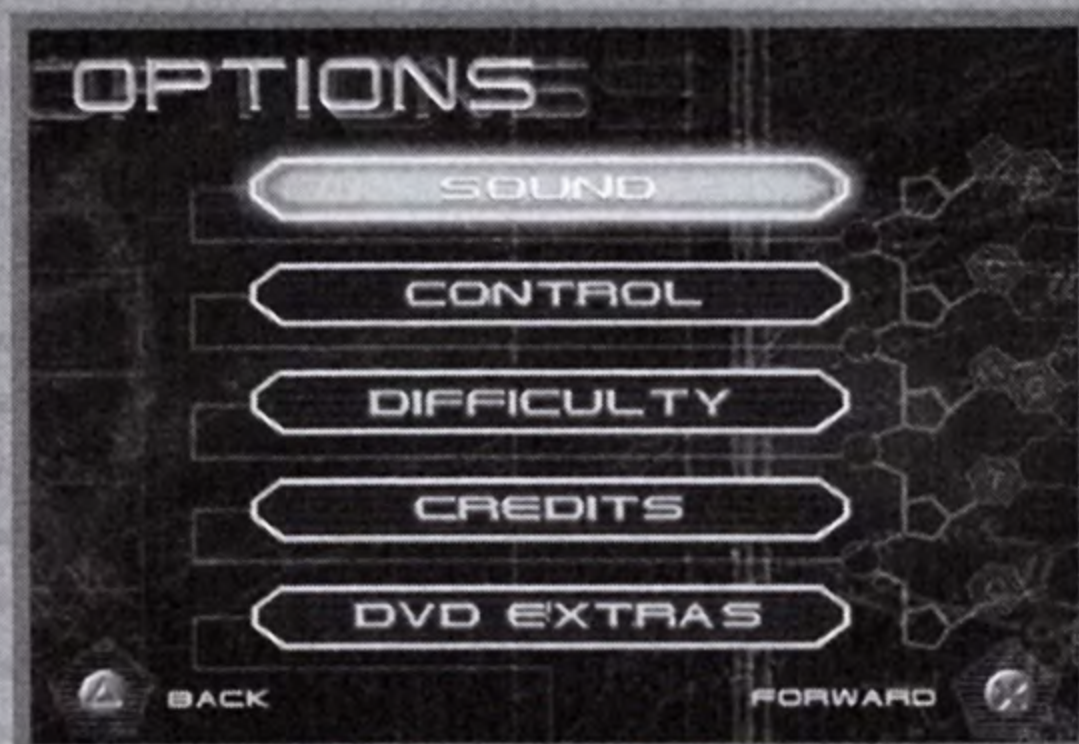 OPTIONS
SOUND
CONTROL
DIFFICULTY
CREDITS
DVD EXTRAS
BACK
FORWARD